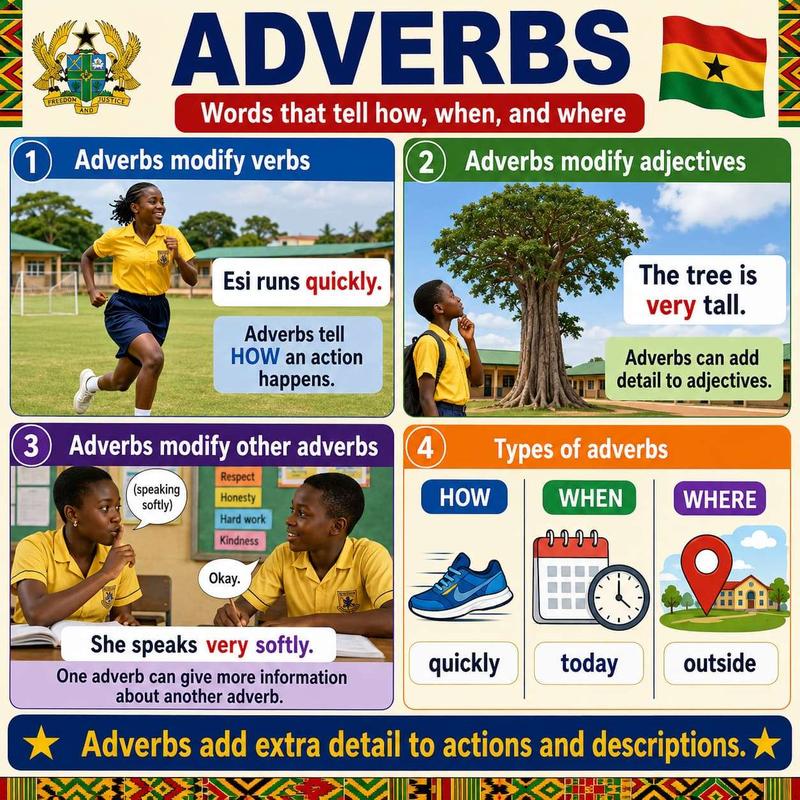 ADVERBS
FREEDOM AND JUSTICE
Words that tell how, when, and where
1 Adverbs modify verbs
Esi runs quickly.
Adverbs tell
HOW an action
happens.
2 Adverbs modify adjectives
The tree is
very tall.
Adverbs can add
detail to adjectives.
3 Adverbs modify other adverbs
(speaking
softly)
Respect
Honesty
Hard work
Kindness
Okay.
She speaks very softly.
One adverb can give more information
about another adverb.
4 Types of adverbs
HOW
WHEN
WHERE
quickly
today
outside
Adverbs add extra detail to actions and descriptions.